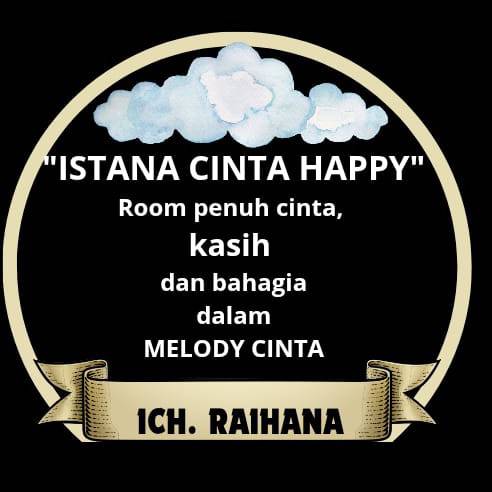 "ISTANA CINTA HAPPY"
Room penuh cinta,
kasih
dan bahagia
dalam
MELODY CINTA
ICH. RAIHANA